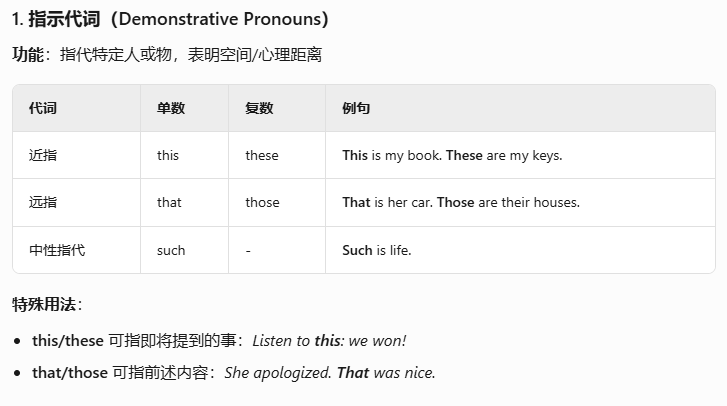 1. 指示代词（Demonstrative Pronouns）
功能：指代特定人或物，表明空间/心理距离
代词 单数 复数 例句
近指 this these This is my book. These are my keys.
远指 that those That is her car. Those are their houses.
中性指代 such - Such is life.
特殊用法：
• this/these 可指即将提到的事：Listen to this: we won!
• that/those 可指前述内容：She apologized. That was nice.